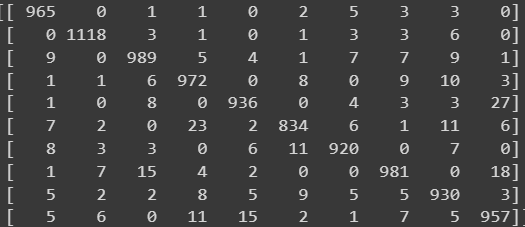 [[ 965 0 1 1 0 2 5 3 3 0]
[ 0 1118 3 1 0 1 3 3 6 0]
[ 9 0 989 5 4 1 7 7 9 1]
[ 1 1 6 972 0 8 0 9 10 3]
[ 1 0 8 0 936 0 4 3 3 27]
[ 7 2 0 23 2 834 6 1 11 6]
[ 8 3 3 0 6 11 920 0 7 0]
[ 1 7 15 4 2 0 0 981 0 18]
[ 5 2 2 8 5 9 5 5 930 3]
[ 5 6 0 11 15 2 1 7 5 957]]